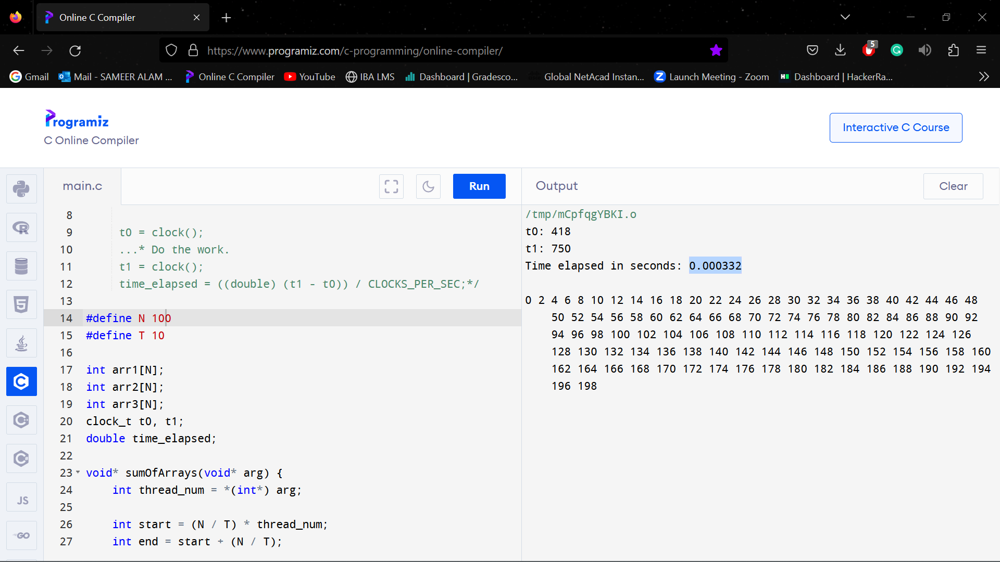 Online C Compiler
https://www.programiz.com/c-programming/online-compiler/
5
Gmail
Mail - SAMEER ALAM ...
Online C Compiler
YouTube
IBA LMS
Dashboard | Gradesco...
Global NetAcad Instan...
Launch Meeting - Zoom
Dashboard | HackerRa...
Programiz
C Online Compiler
Interactive C Course
main.c
Run
Output
Clear
8
9 t0 = clock();
10 ...* Do the work.
11 t1 = clock();
12 time_elapsed = ((double) (t1 - t0)) / CLOCKS_PER_SEC;*/
13
14 #define N 100
15 #define T 10
16
17 int arr1[N];
18 int arr2[N];
19 int arr3[N];
20 clock_t t0, t1;
21 double time_elapsed;
22
23 void* sumOfArrays(void* arg) {
24 int thread_num = *(int*) arg;
25
26 int start = (N / T) * thread_num;
27 int end = start + (N / T);
JS
GO
/tmp/mCpfqgYBKI.o
t0: 418
t1: 750
Time elapsed in seconds: 0.000332
0 2 4 6 8 10 12 14 16 18 20 22 24 26 28 30 32 34 36 38 40 42 44 46 48
50 52 54 56 58 60 62 64 66 68 70 72 74 76 78 80 82 84 86 88 90 92
94 96 98 100 102 104 106 108 110 112 114 116 118 120 122 124 126
128 130 132 134 136 138 140 142 144 146 148 150 152 154 156 158 160
162 164 166 168 170 172 174 176 178 180 182 184 186 188 190 192 194
196 198